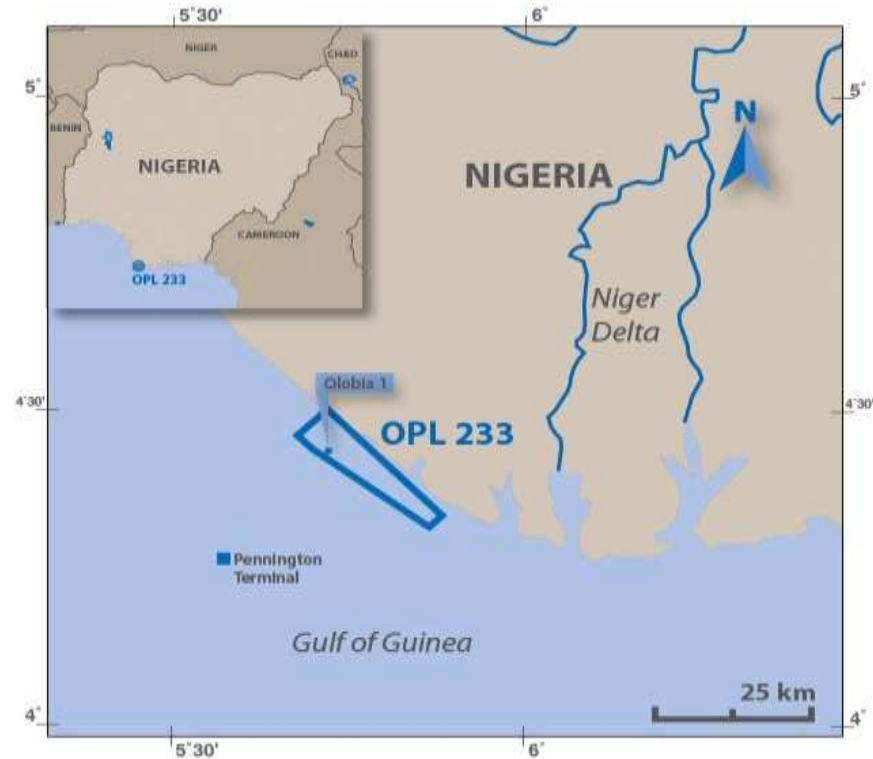 5˚30'
6˚
5˚
5˚
NIGER
CHAD
BENIN
NIGERIA
CAMEROON
OPL 233
NIGERIA
N
Niger
Delta
4˚30'
4˚30'
Olobia 1
OPL 233
Pennington
Terminal
Gulf of Guinea
25 km
4˚
4˚
5˚30'
6˚